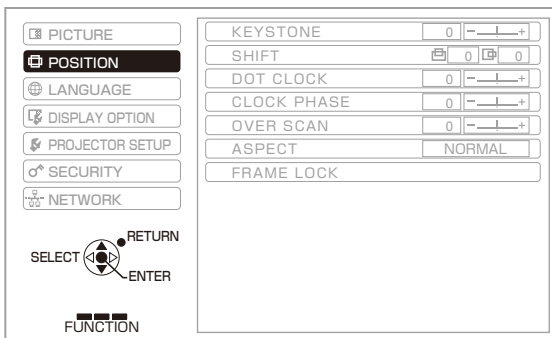 PICTURE
POSITION
LANGUAGE
DISPLAY OPTION
PROJECTOR SETUP
SECURITY
NETWORK
RETURN
SELECT
ENTER
FUNCTION
KEYSTONE 0 - +
SHIFT 0 0
DOT CLOCK 0 - +
CLOCK PHASE 0 - +
OVER SCAN 0 - +
ASPECT NORMAL
FRAME LOCK